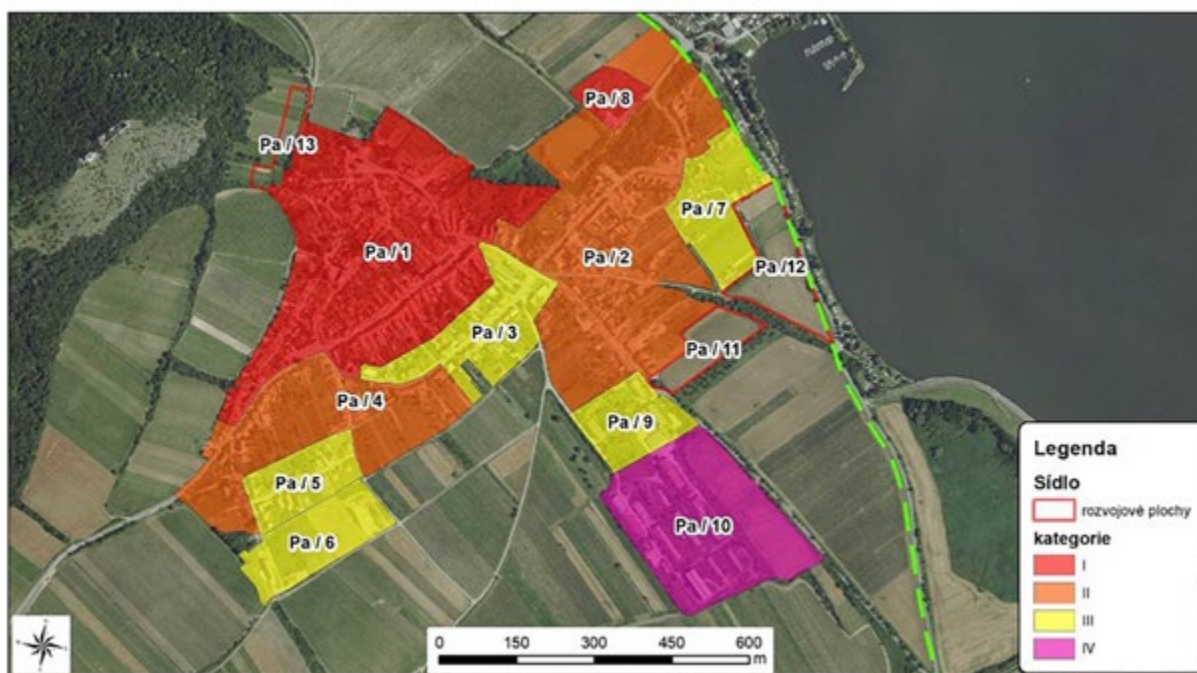 Pa / 8
Pa / 13
Pa / 7
Pa / 1
Pa / 2
Pa /12
Pa / 3
Pa / 11
Pa / 4
Pa / 9
Pa / 5
Pa / 10
Pa / 6
Legenda
Sídlo
rozvojové plochy
kategorie
I
II
III
IV
0 150 300 450 600
m